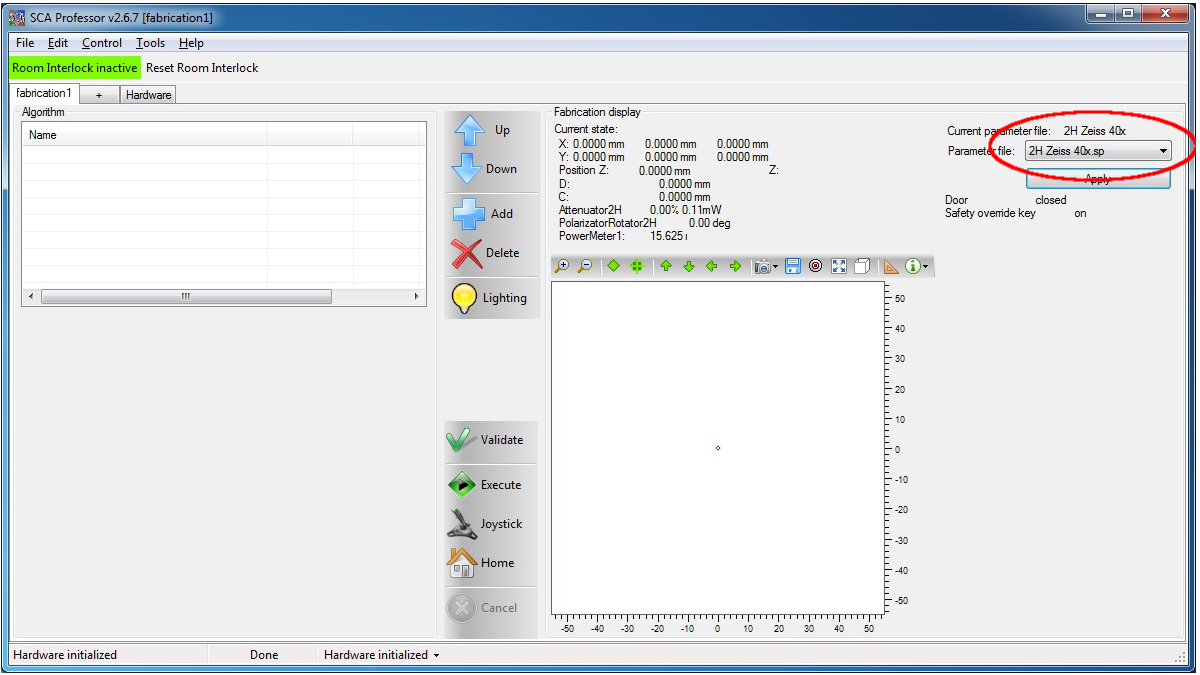 SCA Professor v2.6.7 [fabrication1]
File Edit Control Tools Help
Room Interlock inactive Reset Room Interlock
fabrication1 + Hardware
Algorithm
Name
Up
Down
Add
Delete
Lighting
Validate
Execute
Joystick
Home
Cancel
Fabrication display
Current state:
X: 0.0000 mm 0.0000 mm 0.0000 mm
Y: 0.0000 mm 0.0000 mm 0.0000 mm
Position Z: 0.0000 mm Z:
D: 0.0000 mm
C: 0.0000 mm
Attenuator2H 0.00% 0.11mW
PolarizatorRotator2H 0.00 deg
PowerMeter1: 15.625
Current parameter file: 2H Zeiss 40x
Parameter file: 2H Zeiss 40x.sp
Apply
Door closed
Safety override key on
50
40
30
20
10
0
-10
-20
-30
-40
-50
-50 -40 -30 -20 -10 0 10 20 30 40 50
Hardware initialized Done Hardware initialized